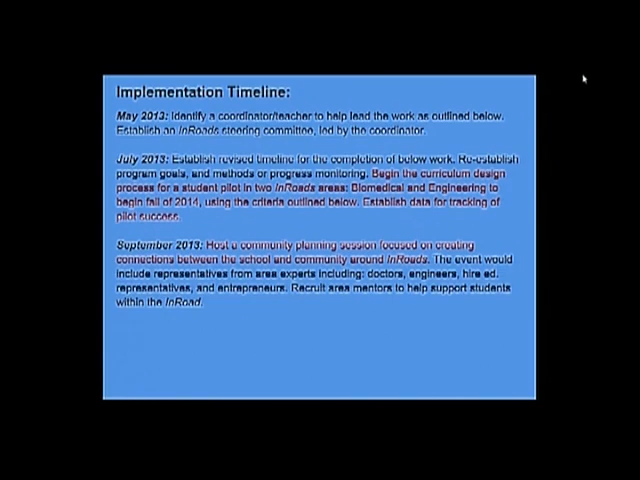 Implementation Timeline:
May 2013: Identify a coordinator/teacher to help lead the work as outlined below.
Establish an InRoads steering committee, led by the coordinator.
July 2013: Establish revised timeline for the completion of below work. Re-establish
program goals, and methods or progress monitoring. Begin the curriculum design
process for a student pilot in two InRoads areas: Biomedical and Engineering to
begin fall of 2014, using the criteria outlined below. Establish data for tracking of
pilot success.
September 2013: Host a community planning session focused on creating
connections between the school and community around InRoads. The event would
include representatives from area experts including: doctors, engineers, hire ed.
representatives, and entrepreneurs. Recruit area mentors to help support students
within the InRoad.